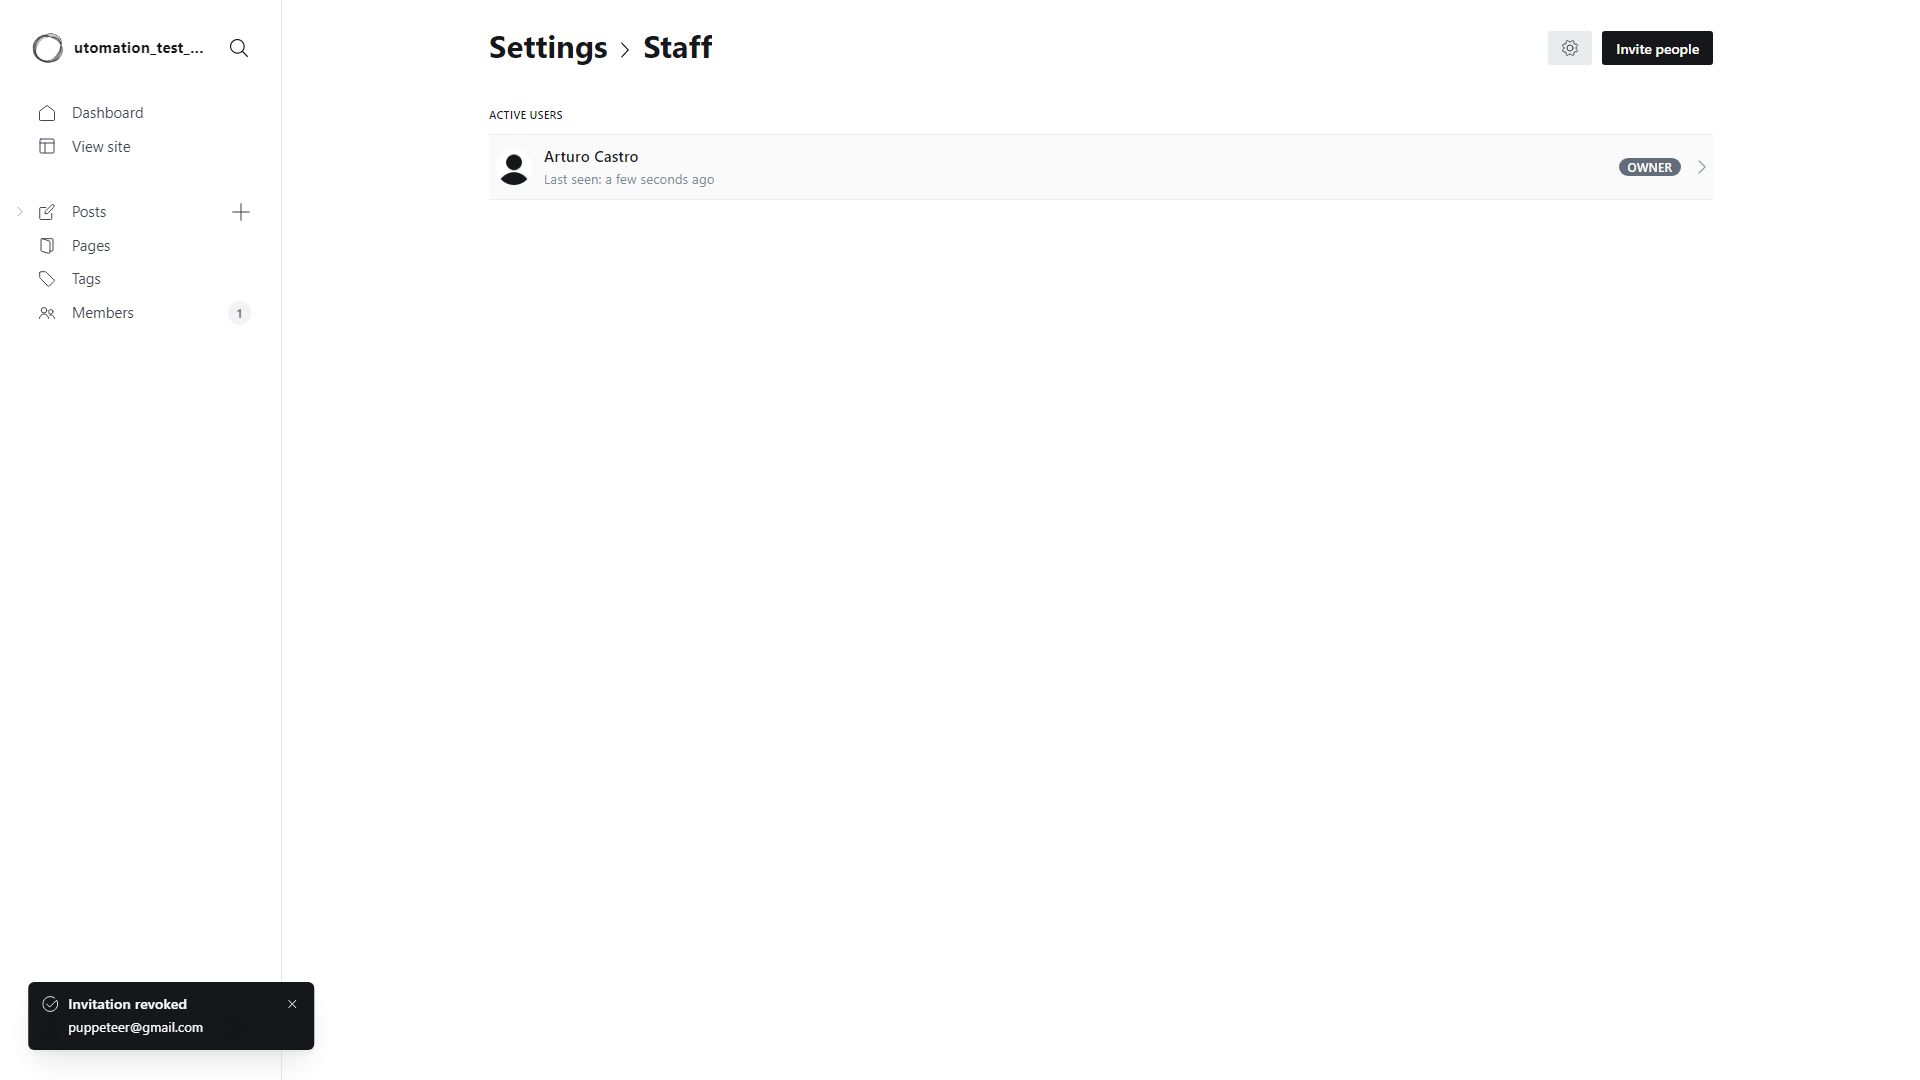 utomation_test_...
Dashboard
View site
Posts
Pages
Tags
Members
1
Settings
Staff
Invite people
ACTIVE USERS
Arturo Castro
Last seen: a few seconds ago
OWNER
Invitation revoked
puppeteer@gmail.com